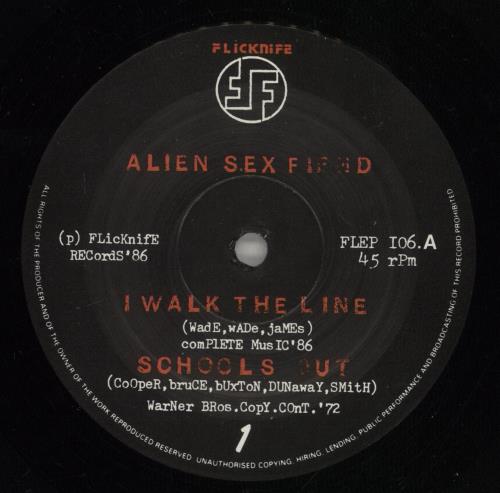 FLicKNiFE
ALIEN S.EX FIEND
(p) FLicKnifE
RECordS'86
FLEP I06.A
45 rPm
I WALK THE LINE
(WadE,wADe,jaMEs)
comPLETE MusIC'86
SCHOOLS OUT
(CoOpeR,bruCE,bUxToN,DUNawaY,SMitH)
WarNer BRos.CopY.COnT.'72
1
ALL RIGHTS OF THE PRODUCER AND OF THE OWNER OF THE WORK REPRODUCED RESERVED. UNAUTHORISED COPYING, HIRING, LENDING, PUBLIC PERFORMANCE AND BROADCASTING OF THIS RECORD PROHIBITED